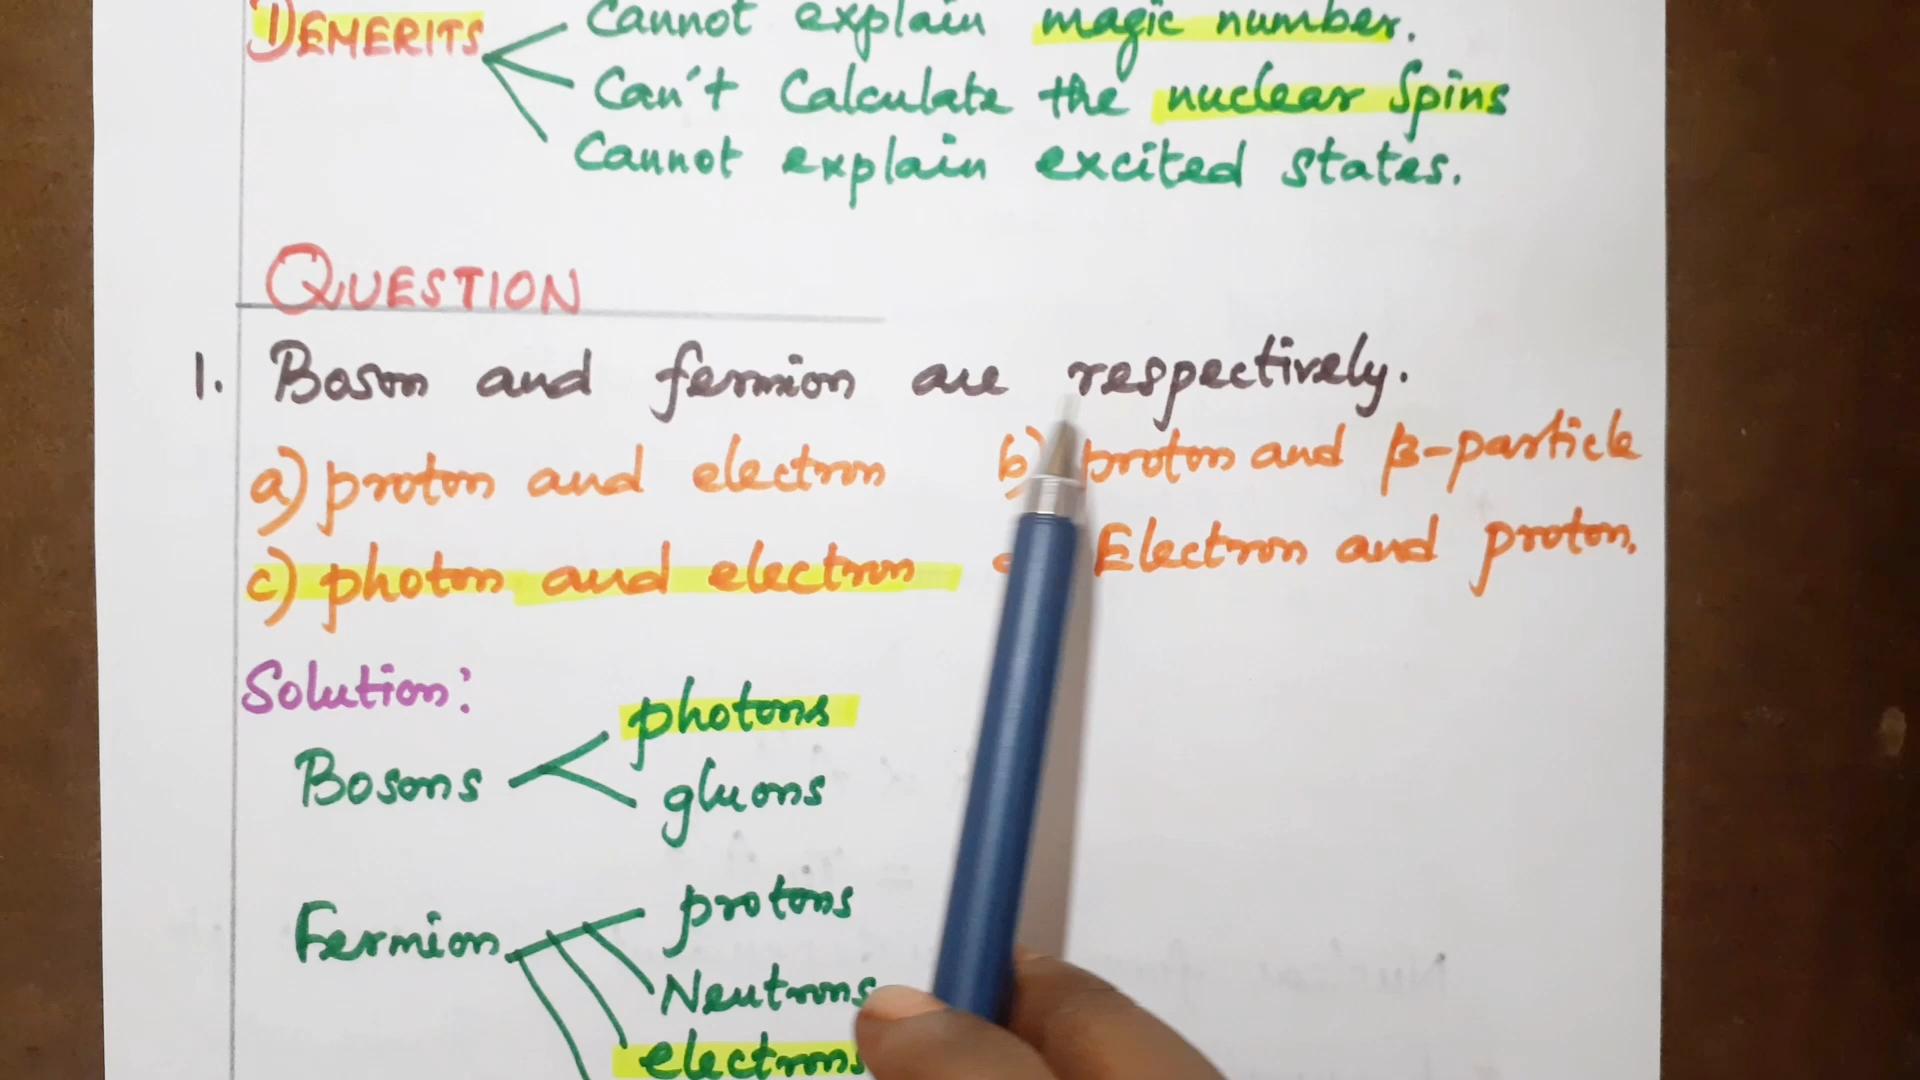 DEMERITS
Cannot explain magic number.
Can't Calculate the nuclear Spins
Cannot explain excited states.
QUESTION
1. Boson and fermion are respectively.
a) proton and electron b) proton and β-particle
c) photon and electron Electron and proton.
Solution:
Bosons
photons
gluons
Fermion
protons
Neutrons
electrons